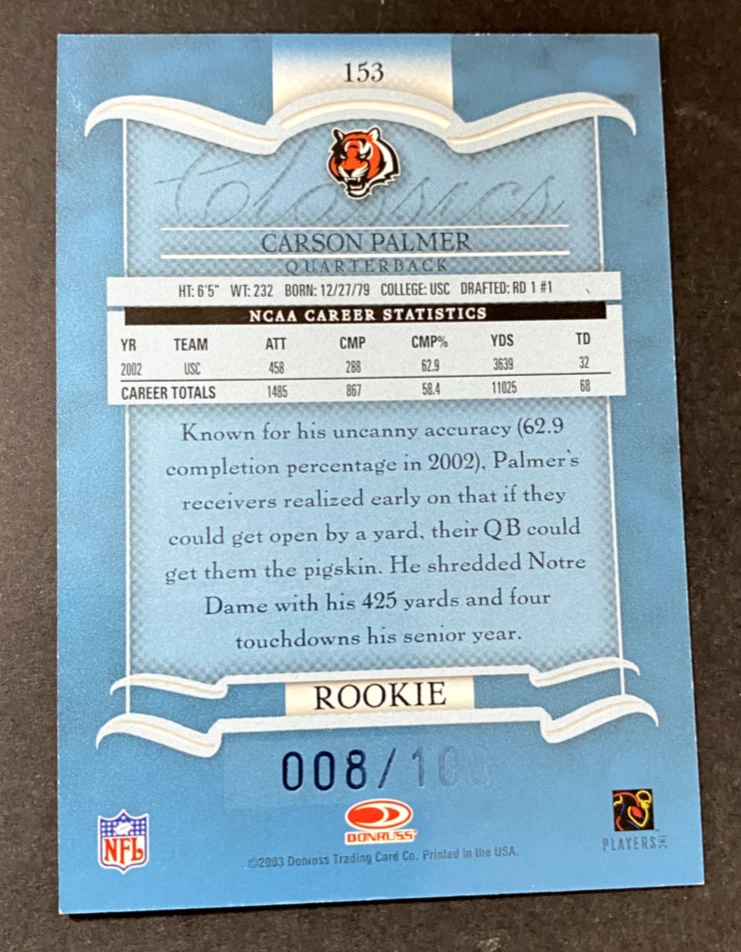 153
Classics
CARSON PALMER
QUARTERBACK
HT: 6'5" WT: 232 BORN: 12/27/79 COLLEGE: USC DRAFTED: RD 1 #1
NCAA CAREER STATISTICS
YR TEAM ATT CMP CMP% YDS TD
2002 USC 458 288 62.9 3639 32
CAREER TOTALS 1485 867 58.4 11025 68
Known for his uncanny accuracy (62.9
completion percentage in 2002), Palmer's
receivers realized early on that if they
could get open by a yard, their QB could
get them the pigskin. He shredded Notre
Dame with his 425 yards and four
touchdowns his senior year.
ROOKIE
008/100
NFL
DONRUSS
PLAYERS INC
©2003 Donruss Trading Card Co. Printed in the USA.